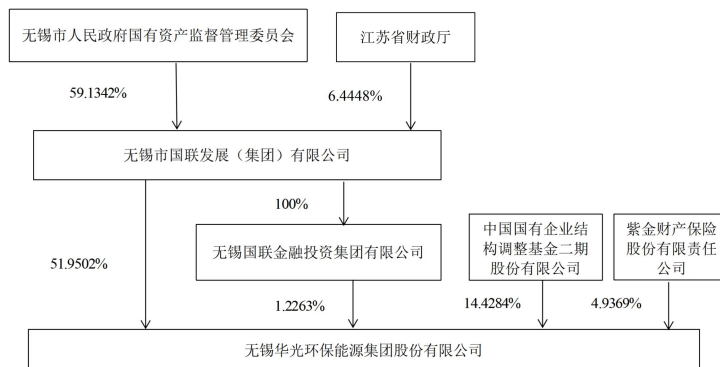 无锡市人民政府国有资产监督管理委员会
江苏省财政厅
59.1342%
6.4448%
无锡市国联发展（集团）有限公司
100%
51.9502%
无锡国联金融投资集团有限公司
中国国有企业结
构调整基金二期
股份有限公司
紫金财产保险
股份有限责任
公司
1.2263%
14.4284%
4.9369%
无锡华光环保能源集团股份有限公司